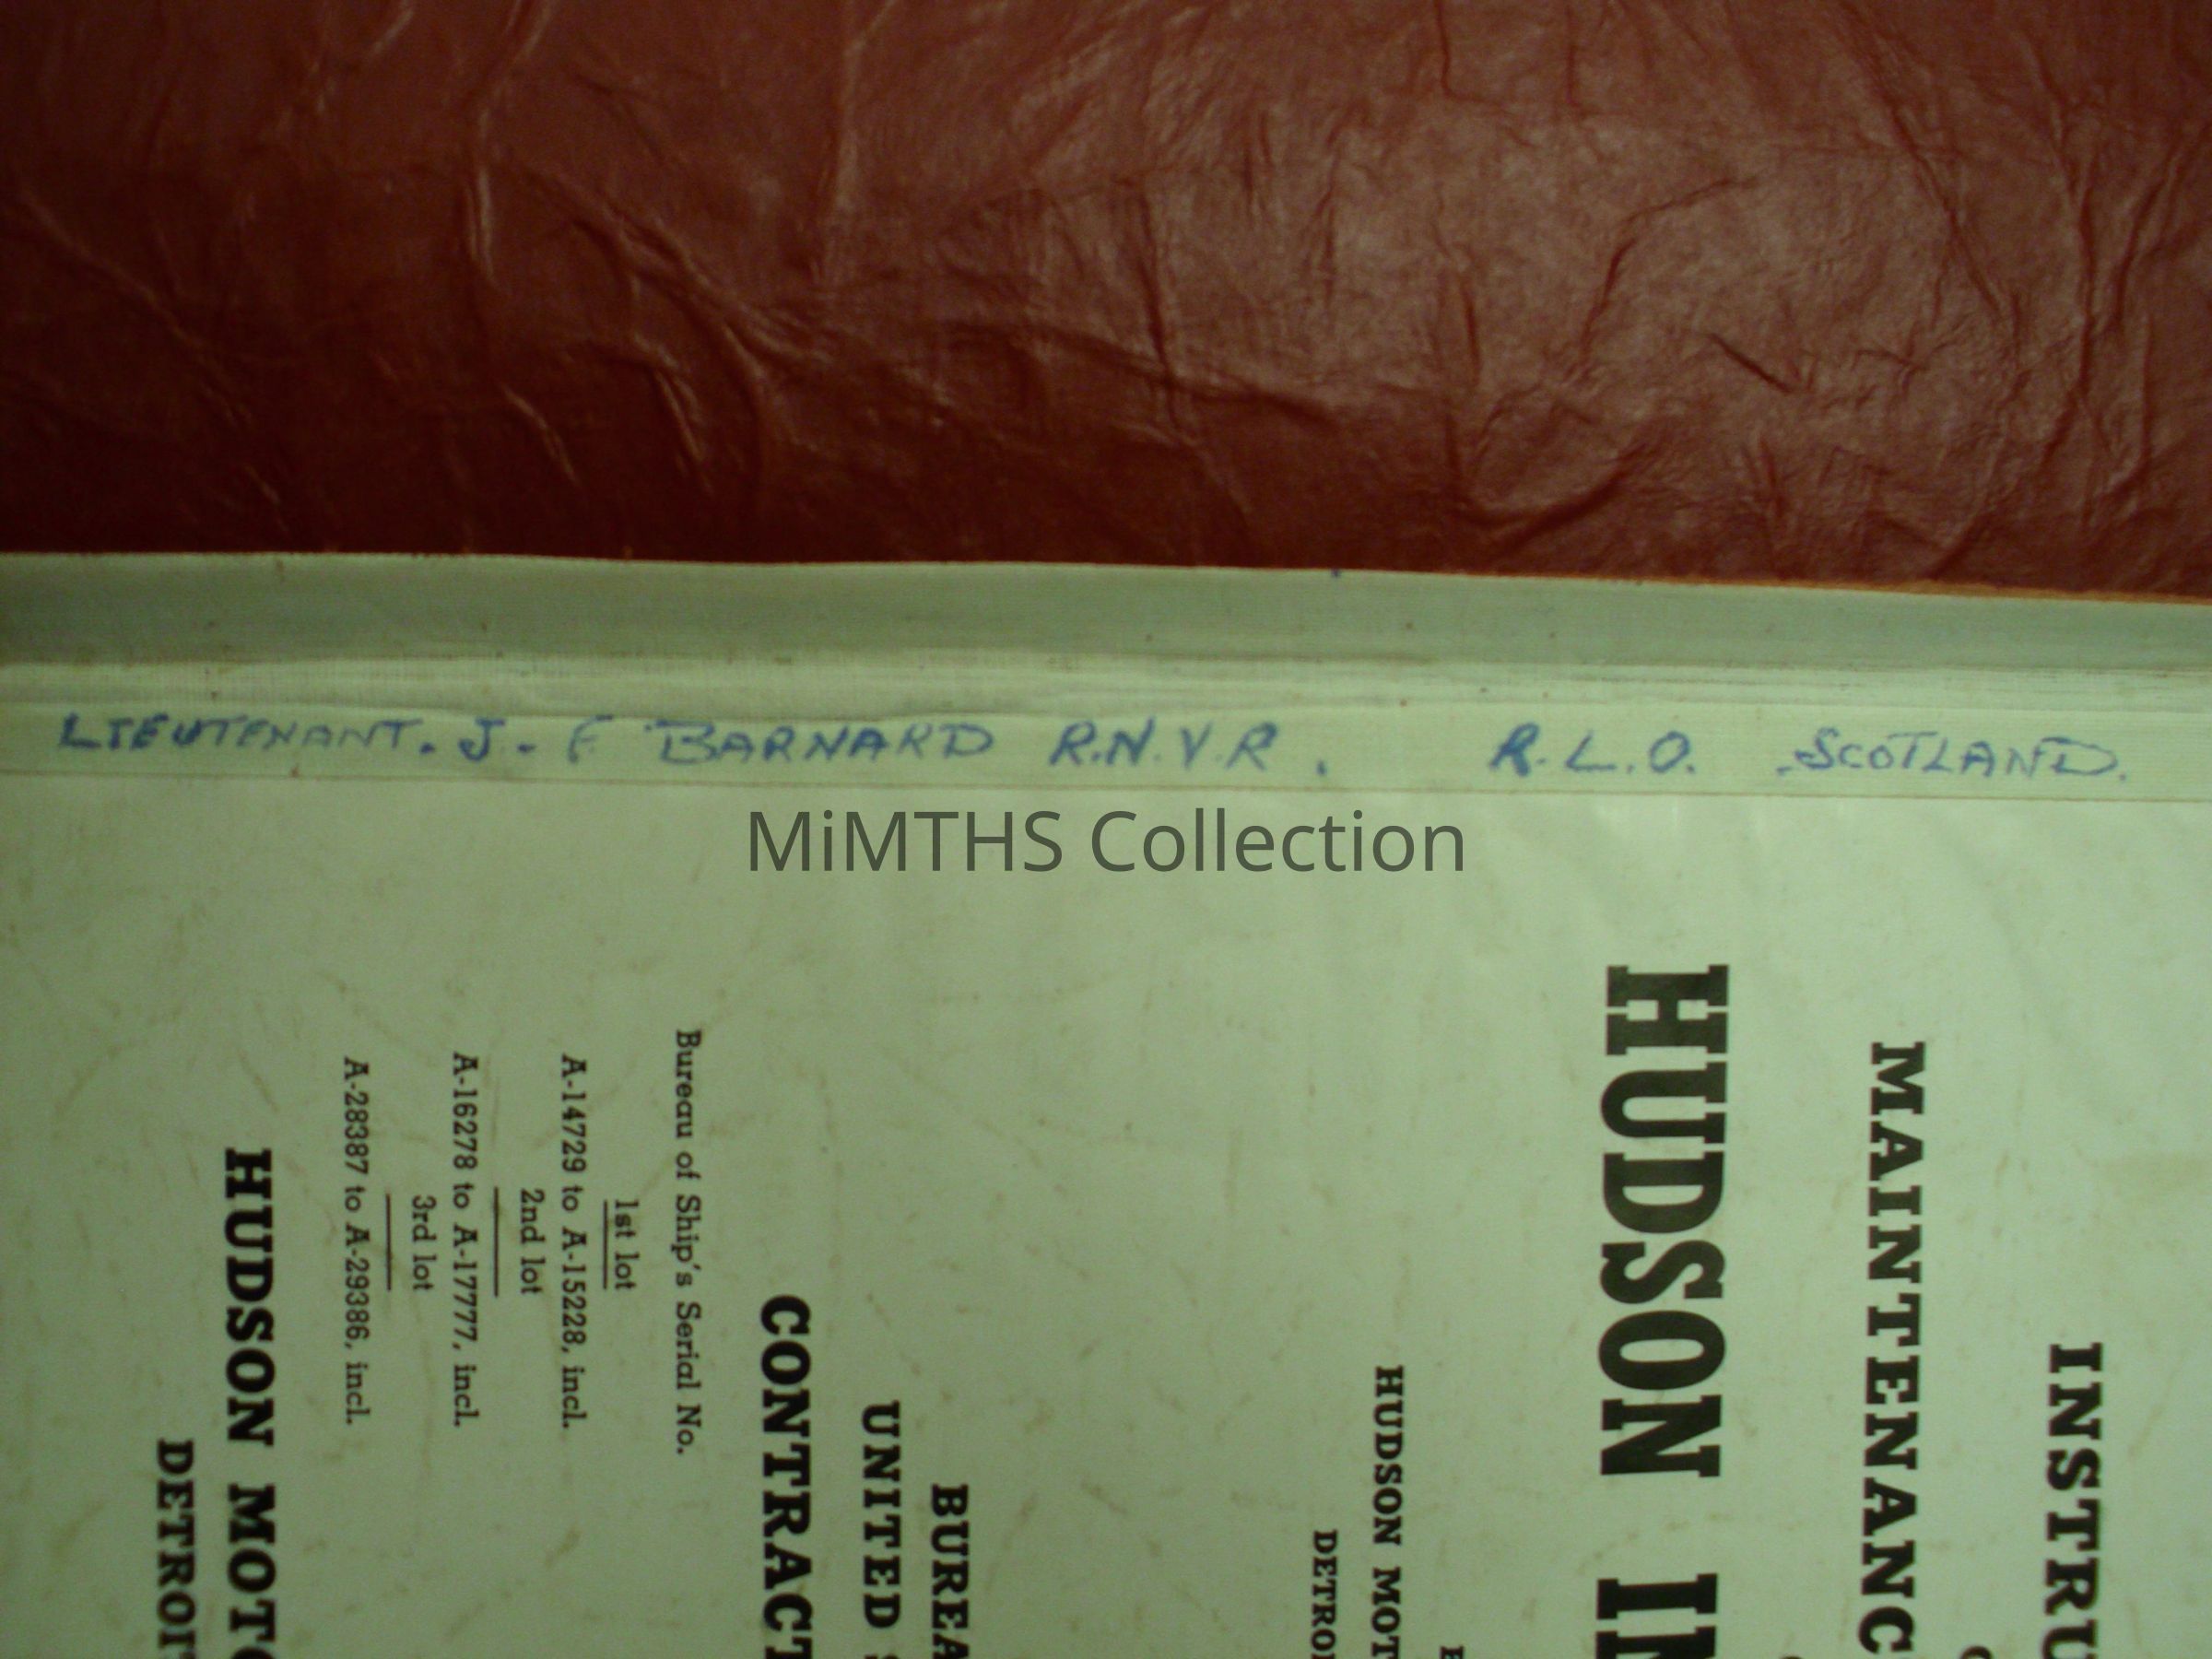 LIEUTENANT. J. F BARNARD R.N.V.R. R.L.O. SCOTLAND.
MiMTHS Collection
INSTRU
MAINTENANC
HUDSON
HUDSON MOT
DETROI
BUREA
UNITED
CONTRACT
Bureau of Ship's Serial No.
1st lot
A-14729 to A-15228, incl.
2nd lot
A-16278 to A-17777, incl.
3rd lot
A-28387 to A-29386, incl.
HUDSON MOTO
DETROIT